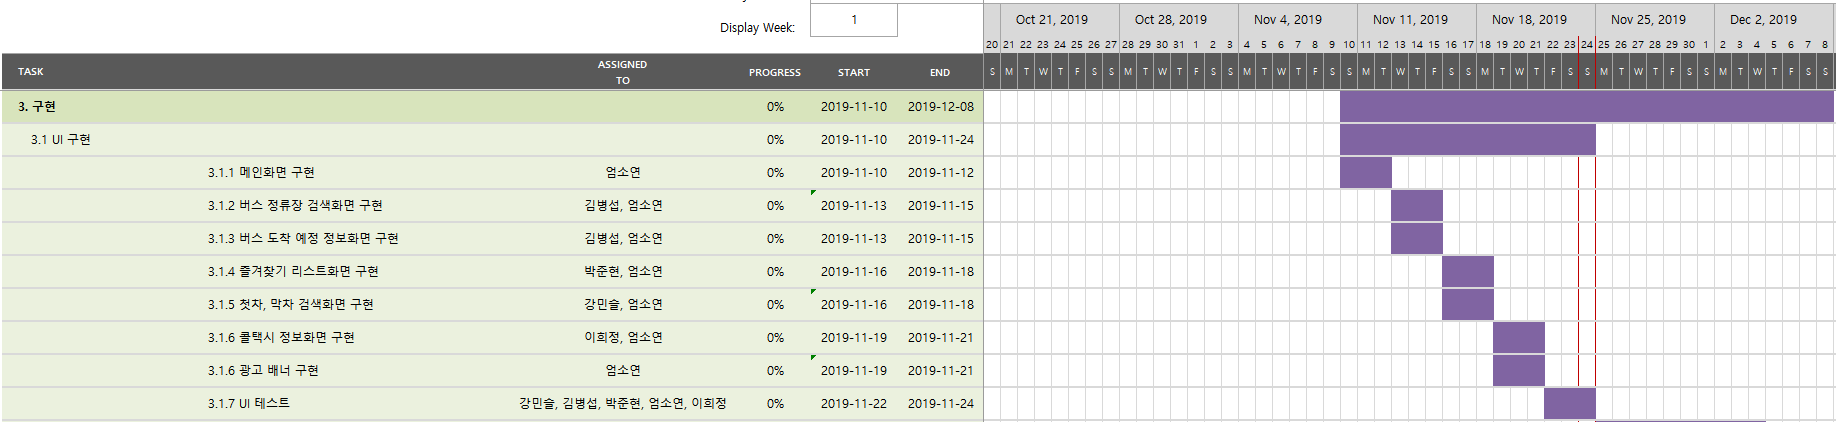 Display Week: 1
Oct 21, 2019 Oct 28, 2019 Nov 4, 2019 Nov 11, 2019 Nov 18, 2019 Nov 25, 2019 Dec 2, 2019
20 21 22 23 24 25 26 27 28 29 30 31 1 2 3 4 5 6 7 8 9 10 11 12 13 14 15 16 17 18 19 20 21 22 23 24 25 26 27 28 29 30 1 2 3 4 5 6 7 8
TASK ASSIGNED TO PROGRESS START END S M T W T F S S M T W T F S S M T W T F S S M T W T F S S M T W T F S S M T W T F S S M T W T F S S
3. 구현 0% 2019-11-10 2019-12-08
3.1 UI 구현 0% 2019-11-10 2019-11-24
3.1.1 메인화면 구현 엄소연 0% 2019-11-10 2019-11-12
3.1.2 버스 정류장 검색화면 구현 김병섭, 엄소연 0% 2019-11-13 2019-11-15
3.1.3 버스 도착 예정 정보화면 구현 김병섭, 엄소연 0% 2019-11-13 2019-11-15
3.1.4 즐겨찾기 리스트화면 구현 박준현, 엄소연 0% 2019-11-16 2019-11-18
3.1.5 첫차, 막차 검색화면 구현 강민슬, 엄소연 0% 2019-11-16 2019-11-18
3.1.6 콜택시 정보화면 구현 이희정, 엄소연 0% 2019-11-19 2019-11-21
3.1.6 광고 배너 구현 엄소연 0% 2019-11-19 2019-11-21
3.1.7 UI 테스트 강민슬, 김병섭, 박준현, 엄소연, 이희정 0% 2019-11-22 2019-11-24